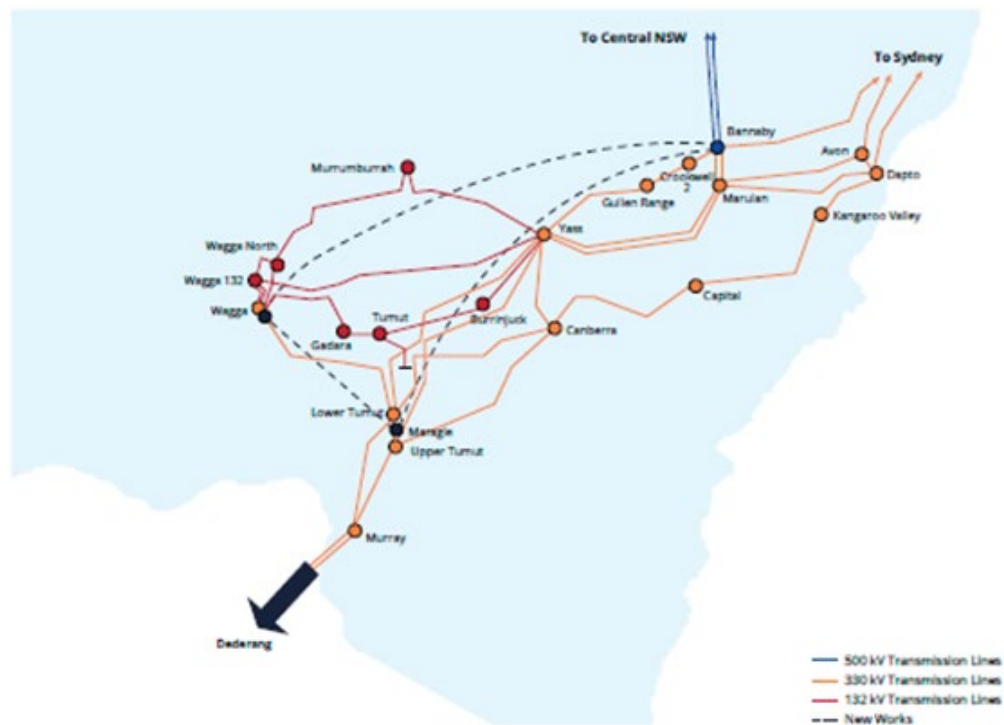 To Central NSW
To Sydney
Bannaby
Avon
Murrumburrah
Crookwell
2
Dapto
Gullen Range
Marulan
Kangaroo Valley
Yass
Wagga North
Wagga 132
Capital
Wagga
Tumut
Burrinjuck
Canberra
Gadara
Lower Tumut
Maragle
Upper Tumut
Murray
Dederang
500 kV Transmission Lines
330 kV Transmission Lines
132 kV Transmission Lines
New Works